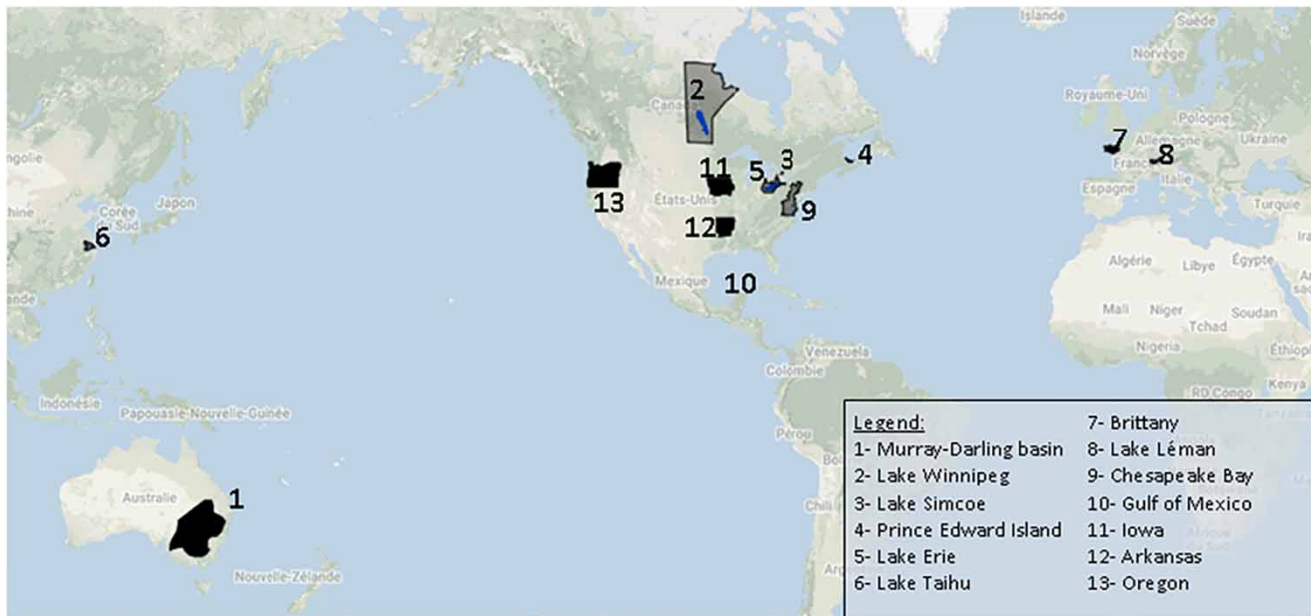 Islande
Suède
Norvège
Royaume-Uni
Pologne
Allemagne
Ukraine
France
Italie
Espagne
Turquie
Canada
États-Unis
Mexique
ngolie
Corée
du Sud
Japon
Chine
ande
Algérie
Libye
Égypte
Mali
Niger
Tchad
Soudan
Nigeria
RD Congo
Kenya
Venezuela
Colombie
Pérou
Indonésie
Papouasie-Nouvelle-Guinée
Australie
Nouvelle-Zélande
1
2
3
4
5
6
7
8
9
10
11
12
13
Legend:
1- Murray-Darling basin
2- Lake Winnipeg
3- Lake Simcoe
4- Prince Edward Island
5- Lake Erie
6- Lake Taihu
7- Brittany
8- Lake Léman
9- Chesapeake Bay
10- Gulf of Mexico
11- Iowa
12- Arkansas
13- Oregon